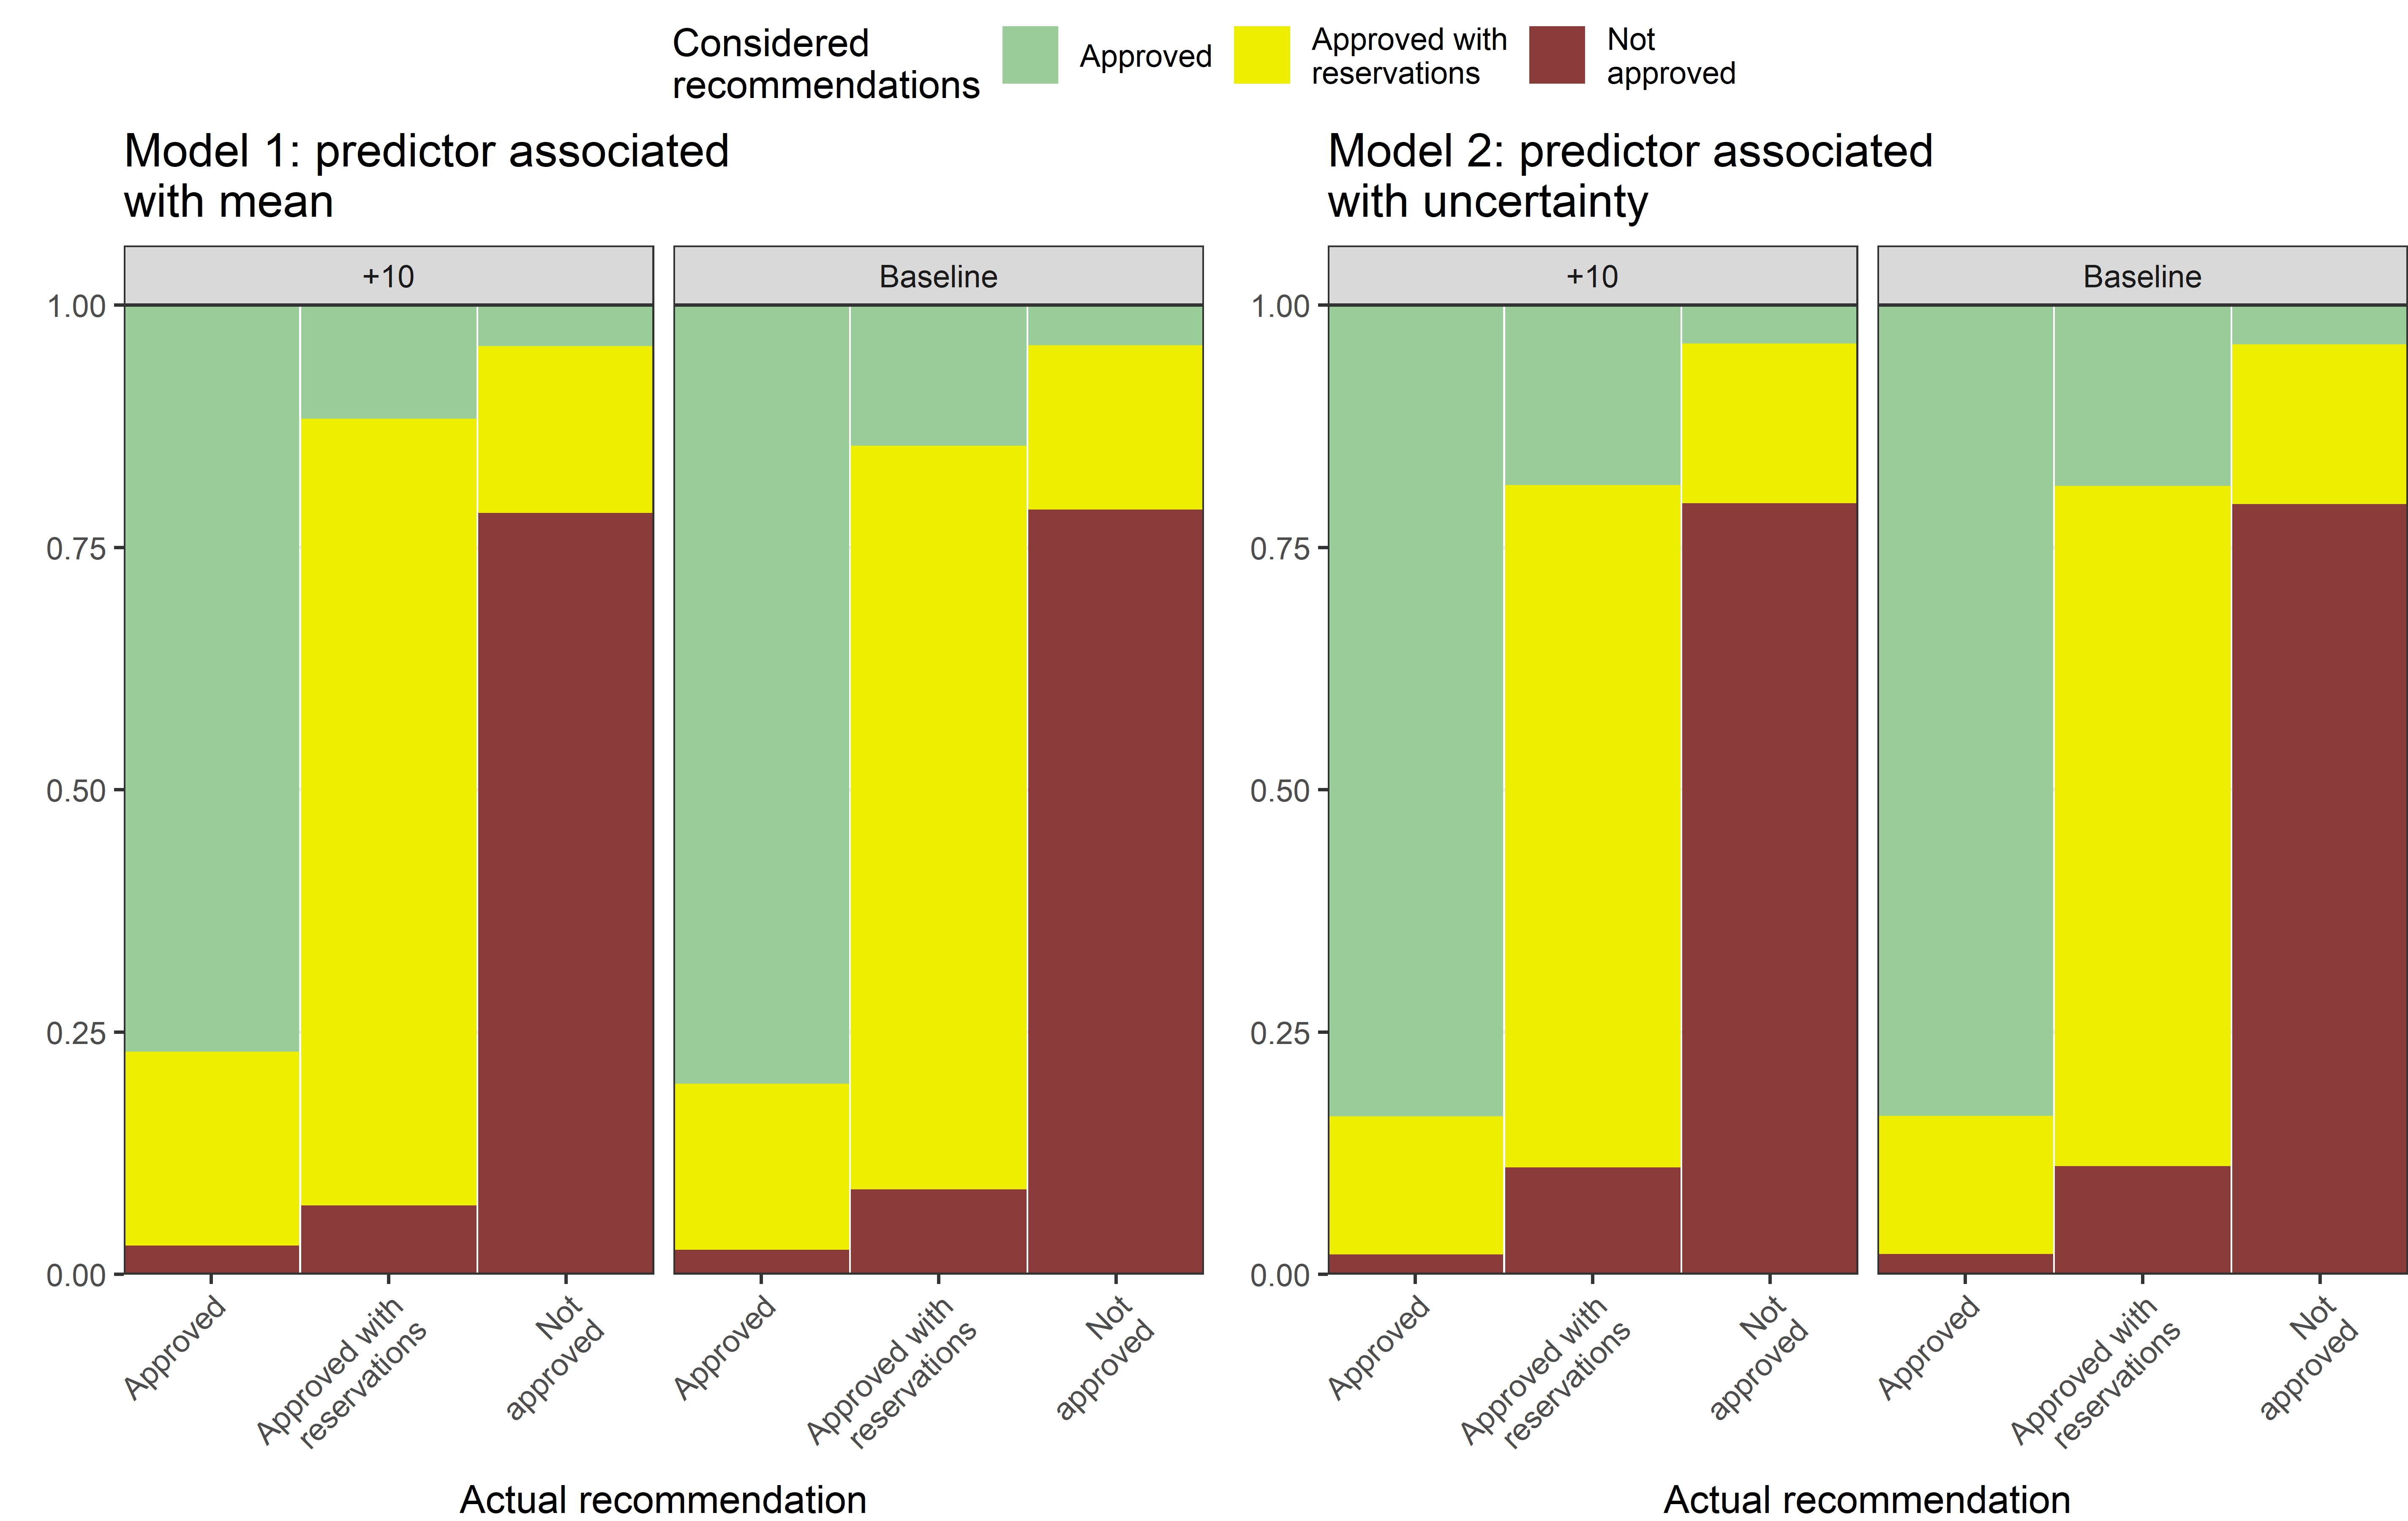 Considered
recommendations
Approved
Approved with
reservations
Not
approved
Model 1: predictor associated
with mean
+10
Baseline
1.00
0.75
0.50
0.25
0.00
Approved
Approved with
reservations
Not
approved
Approved
Approved with
reservations
Not
approved
Actual recommendation
Model 2: predictor associated
with uncertainty
+10
Baseline
1.00
0.75
0.50
0.25
0.00
Approved
Approved with
reservations
Not
approved
Approved
Approved with
reservations
Not
approved
Actual recommendation